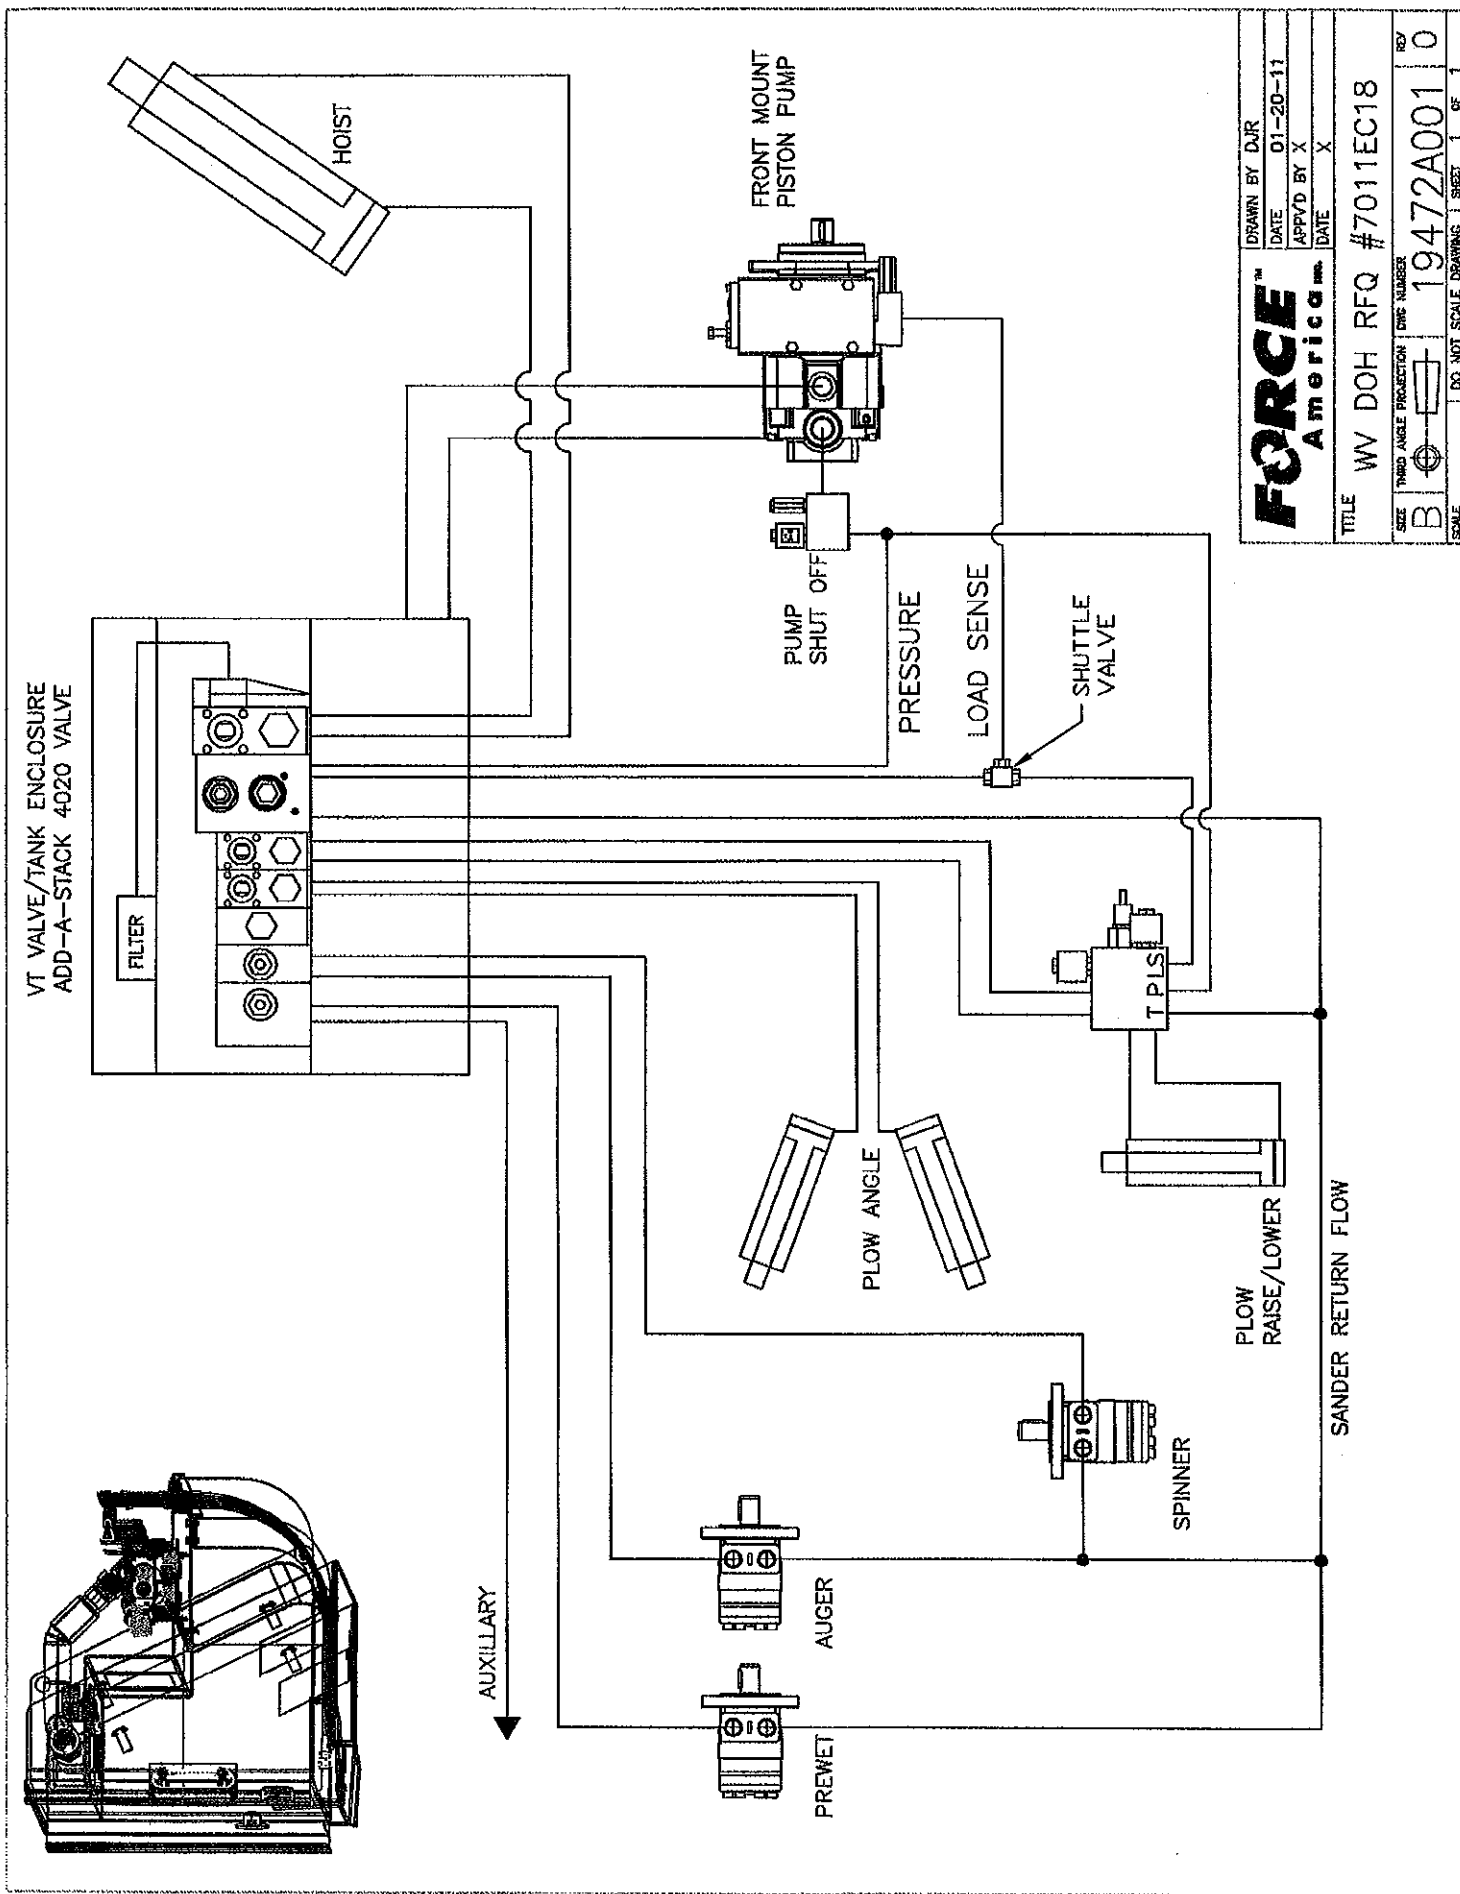 VT VALVE/TANK ENCLOSURE
ADD-A-STACK 4020 VALVE
FILTER
HOIST
FRONT MOUNT
PISTON PUMP
PUMP
SHUT OFF
PRESSURE
LOAD SENSE
SHUTTLE
VALVE
AUXILLARY
PLOW ANGLE
T P LS
PLOW
RAISE/LOWER
SANDER RETURN FLOW
SPINNER
AUGER
PREWET
FORCE™
America INC.
DRAWN BY DJR
DATE 01-20-11
APPV'D BY X
DATE X
TITLE
WV DOH RFQ #7011EC18
SIZE
B
THIRD ANGLE PROJECTION
DWG NUMBER
19472A001
REV
0
SCALE
DO NOT SCALE DRAWING
SHEET 1 OF 1